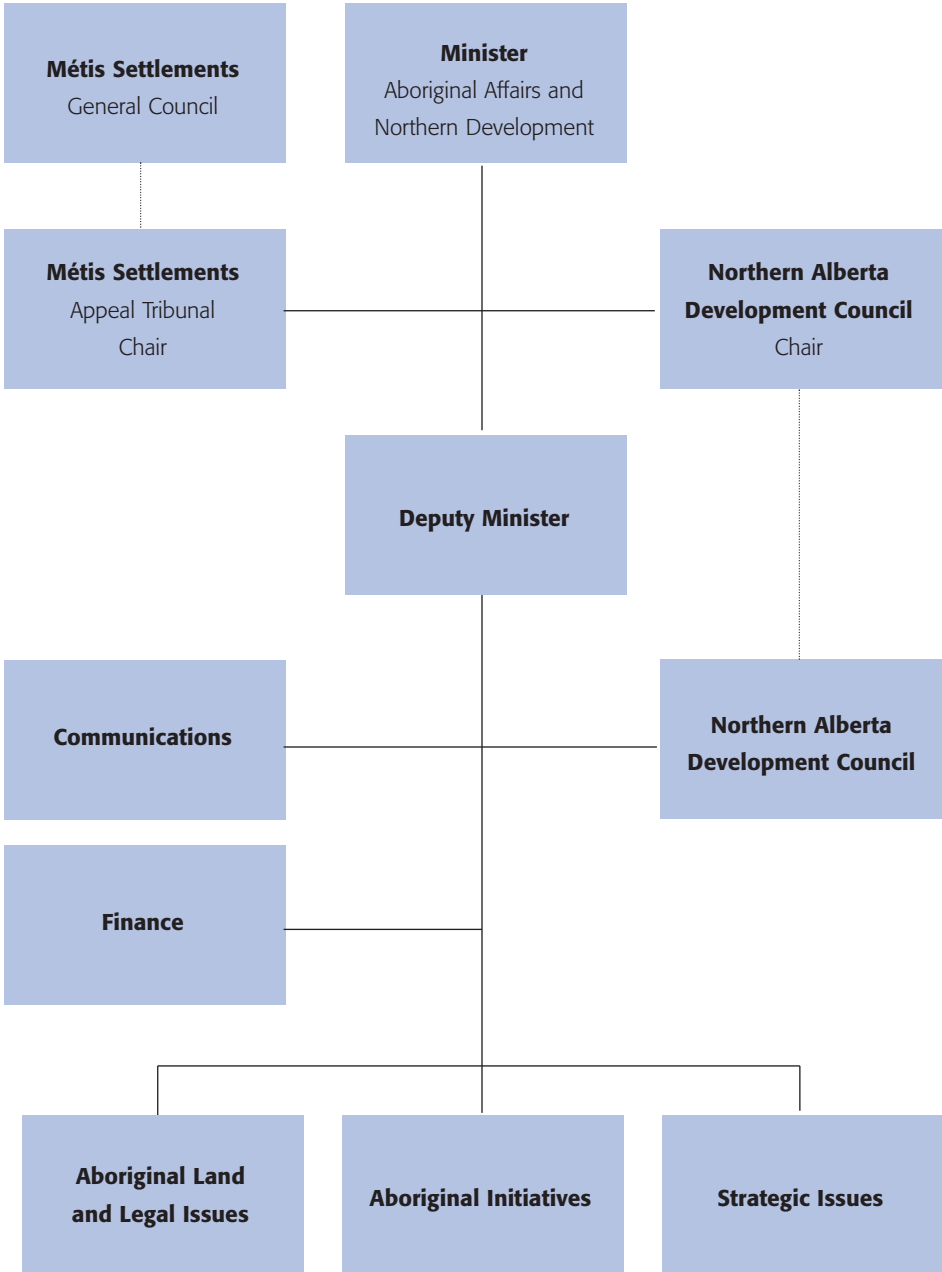 Métis Settlements
General Council
Minister
Aboriginal Affairs and
Northern Development
Métis Settlements
Appeal Tribunal
Chair
Northern Alberta
Development Council
Chair
Deputy Minister
Communications
Northern Alberta
Development Council
Finance
Aboriginal Land
and Legal Issues
Aboriginal Initiatives
Strategic Issues